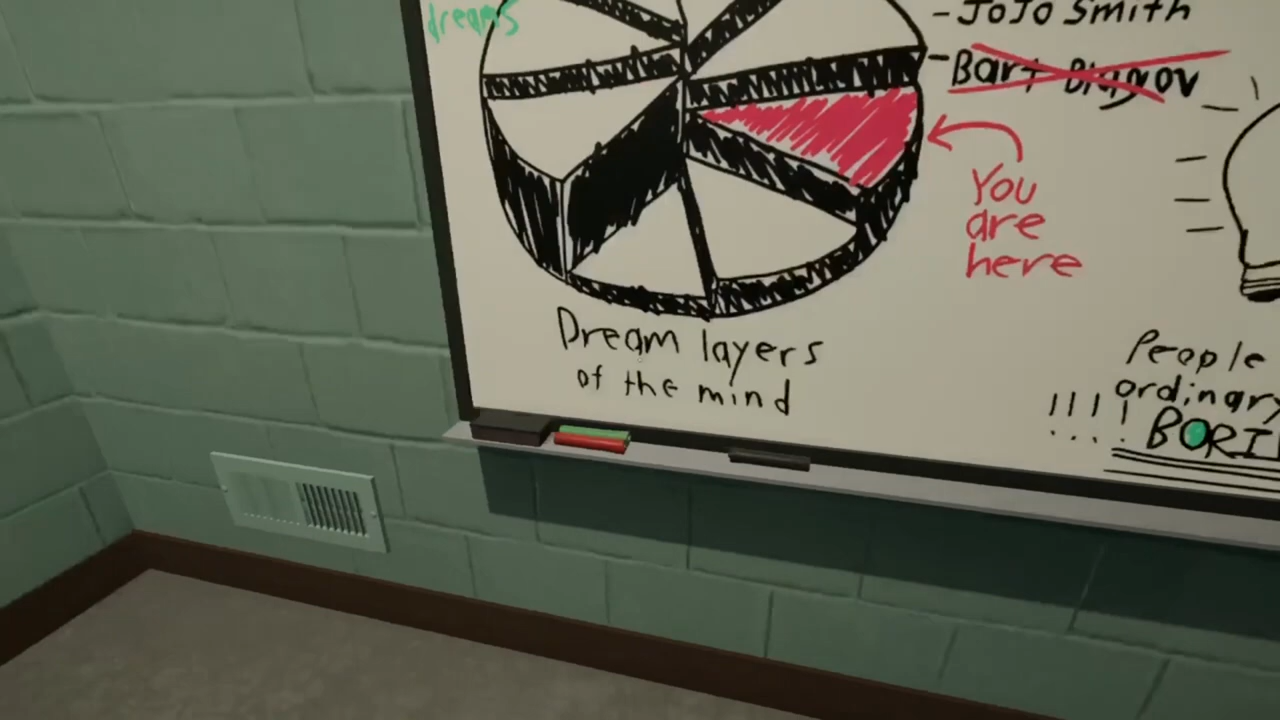 dreams
- JoJo Smith
- Bart Blagov
You
are
here
Dream layers
of the mind
People
ordinary
!!!! BORI